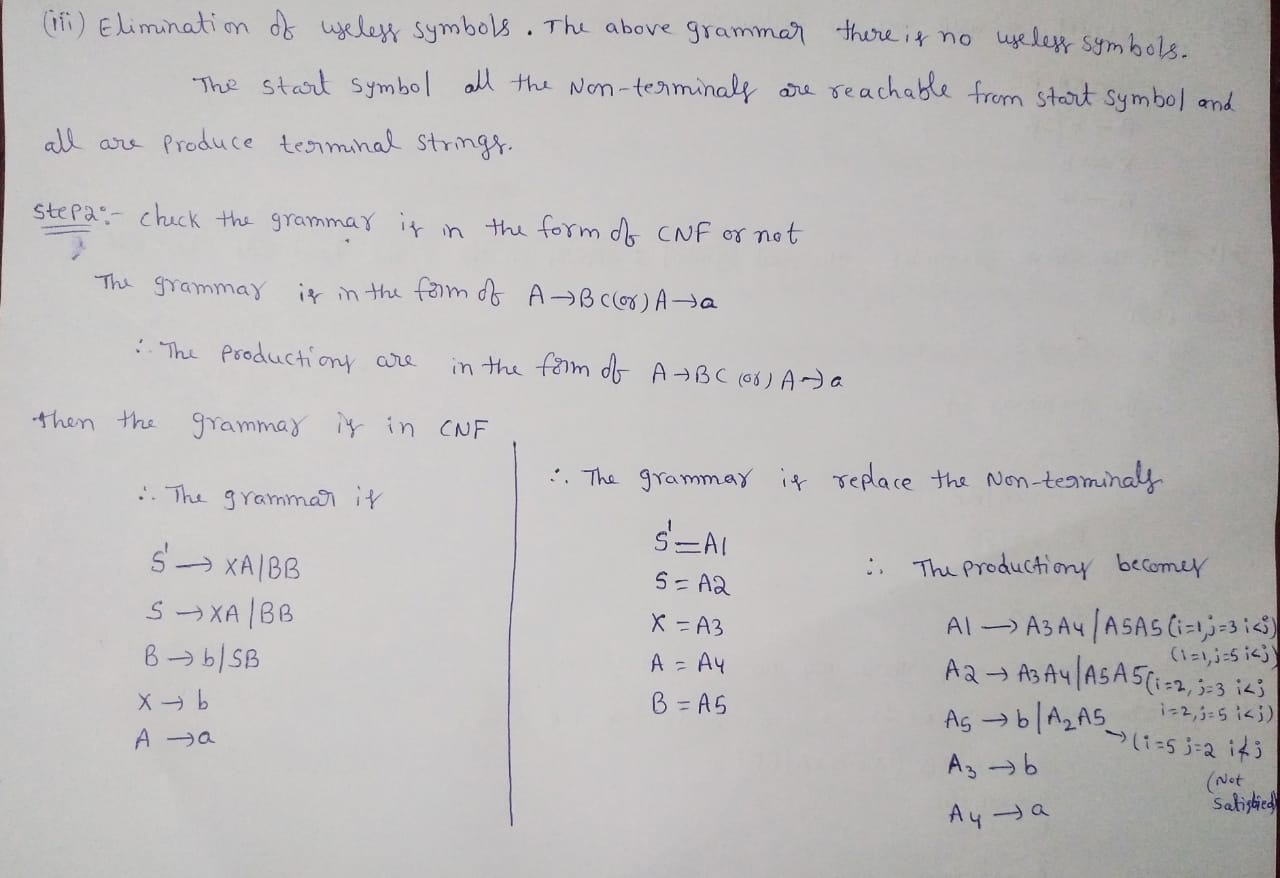 (iii) Elimination of useless symbols. The above grammar there is no useless symbols.
The start symbol all the Non-terminals are reachable from start symbol and
all are produce terminal strings.
Step2:- check the grammar is in the form of CNF or not
The grammar is in the form of A→BC(or)A→a
∴ The productions are in the form of A→BC (or) A→a
then the grammar is in CNF
∴ The grammar is
S'→XA|BB
S→XA|BB
B→b|SB
X→b
A→a
∴ The grammar is replace the Non-terminals
S'=A1
S=A2
X=A3
A=A4
B=A5
∴ The productions becomes
A1→A3A4|A5A5(i=1,j=3 i<j)
(i=1,j=5 i<j)
A2→A3A4|A5A5(i=2,j=3 i<j
i=2,j=5 i<j)
A5→b|A2A5
→(i=5 j=2 i≮j
A3→b
(Not
satisfied)
A4→a